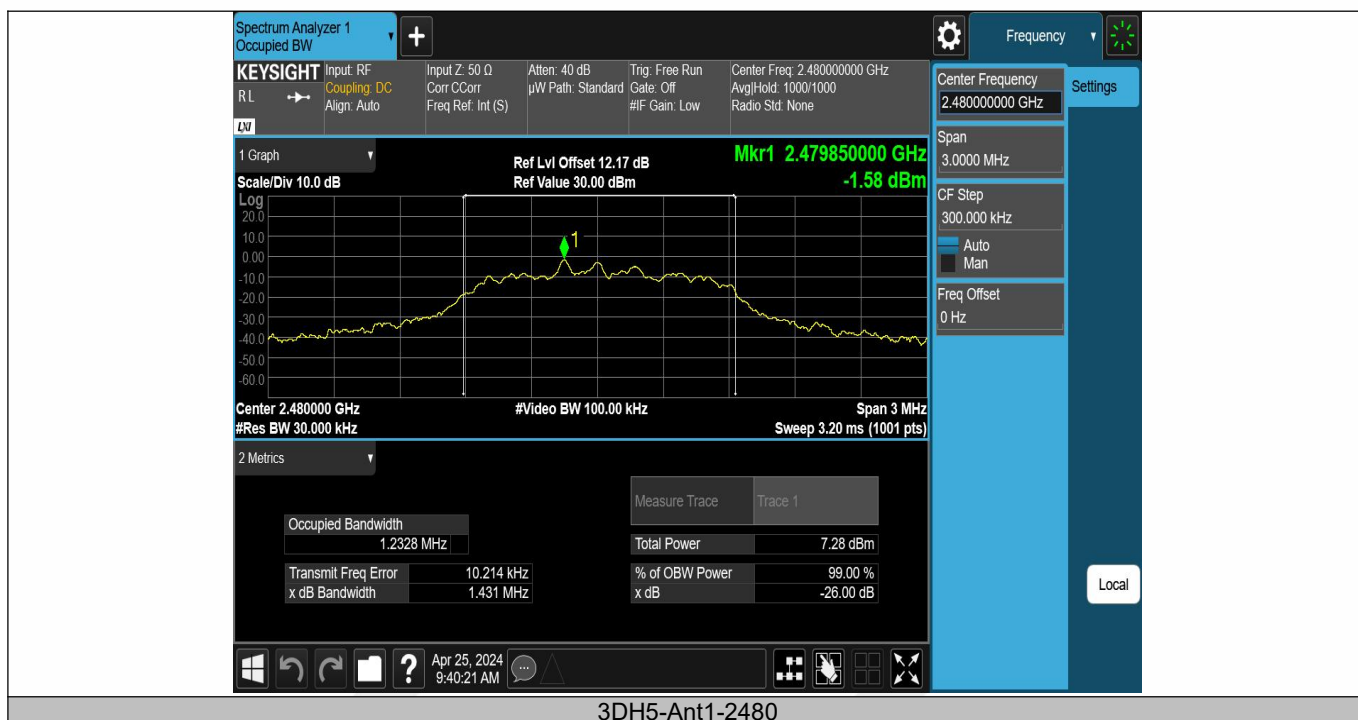 Spectrum Analyzer 1
Occupied BW
Frequency
KEYSIGHT
R L
LXI
Input: RF
Coupling: DC
Align: Auto
Input Z: 50 Ω
Corr CCorr
Freq Ref: Int (S)
Atten: 40 dB
µW Path: Standard
Trig: Free Run
Gate: Off
#IF Gain: Low
Center Freq: 2.480000000 GHz
Avg|Hold: 1000/1000
Radio Std: None
Center Frequency
2.480000000 GHz
Settings
Span
3.0000 MHz
CF Step
300.000 kHz
Auto
Man
Freq Offset
0 Hz
Local
1 Graph
Scale/Div 10.0 dB
Ref Lvl Offset 12.17 dB
Ref Value 30.00 dBm
Mkr1 2.479850000 GHz
-1.58 dBm
Log
20.0
10.0
0.00
-10.0
-20.0
-30.0
-40.0
-50.0
-60.0
1
Center 2.480000 GHz
#Video BW 100.00 kHz
Span 3 MHz
#Res BW 30.000 kHz
Sweep 3.20 ms (1001 pts)
2 Metrics
Measure Trace
Trace 1
Occupied Bandwidth
1.2328 MHz
Total Power
7.28 dBm
Transmit Freq Error
10.214 kHz
% of OBW Power
99.00 %
x dB Bandwidth
1.431 MHz
x dB
-26.00 dB
Apr 25, 2024
9:40:21 AM
3DH5-Ant1-2480